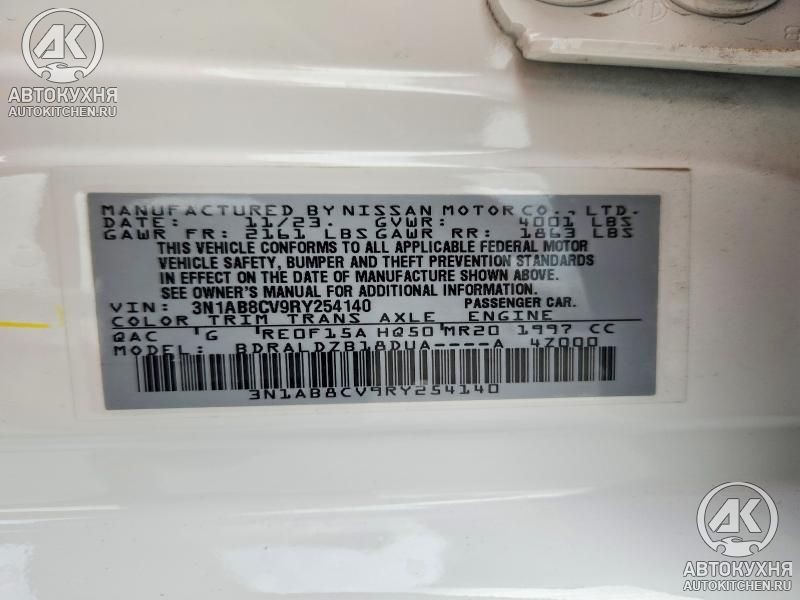 AK
АВТОКУХНЯ
AUTOKITCHEN.RU
MANUFACTURED BY NISSAN MOTOR CO., LTD.
DATE: 11/23. GVWR: 4001 LBS
GAWR FR: 2161 LBS GAWR RR: 1863 LBS
THIS VEHICLE CONFORMS TO ALL APPLICABLE FEDERAL MOTOR
VEHICLE SAFETY, BUMPER AND THEFT PREVENTION STANDARDS
IN EFFECT ON THE DATE OF MANUFACTURE SHOWN ABOVE.
SEE OWNER'S MANUAL FOR ADDITIONAL INFORMATION.
VIN: 3N1AB8CV9RY254140 PASSENGER CAR.
COLOR TRIM TRANS AXLE ENGINE
QAC G RE0F15A HQ50 MR20 1997 CC
MODEL: BDRALDZB18DUA----A 4Z000
3N1AB8CV9RY254140
AK
АВТОКУХНЯ
AUTOKITCHEN.RU